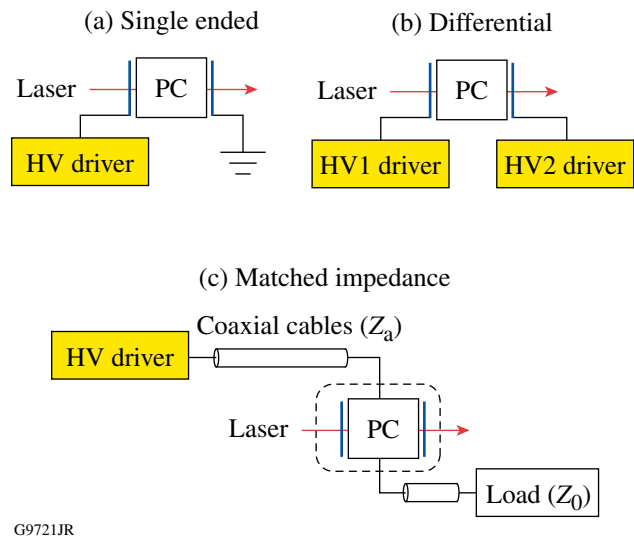 (a) Single ended
Laser
PC
HV driver
(b) Differential
Laser
PC
HV1 driver
HV2 driver
(c) Matched impedance
Coaxial cables (Za)
HV driver
Laser
PC
Load (Z0)
G9721JR